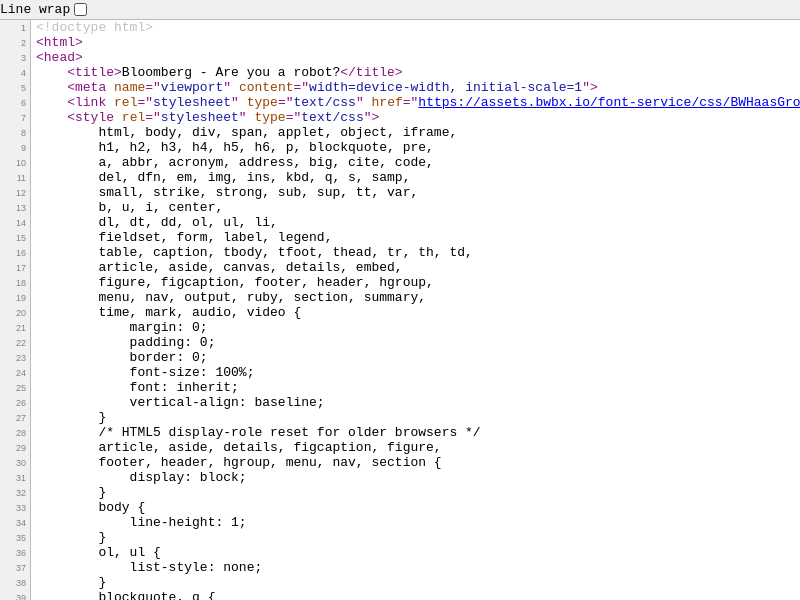 Line wrap
1 <!doctype html>
2 <html>
3 <head>
4 <title>Bloomberg - Are you a robot?</title>
5 <meta name="viewport" content="width=device-width, initial-scale=1">
6 <link rel="stylesheet" type="text/css" href="https://assets.bwbx.io/font-service/css/BWHaasGro
7 <style rel="stylesheet" type="text/css">
8 html, body, div, span, applet, object, iframe,
9 h1, h2, h3, h4, h5, h6, p, blockquote, pre,
10 a, abbr, acronym, address, big, cite, code,
11 del, dfn, em, img, ins, kbd, q, s, samp,
12 small, strike, strong, sub, sup, tt, var,
13 b, u, i, center,
14 dl, dt, dd, ol, ul, li,
15 fieldset, form, label, legend,
16 table, caption, tbody, tfoot, thead, tr, th, td,
17 article, aside, canvas, details, embed,
18 figure, figcaption, footer, header, hgroup,
19 menu, nav, output, ruby, section, summary,
20 time, mark, audio, video {
21 margin: 0;
22 padding: 0;
23 border: 0;
24 font-size: 100%;
25 font: inherit;
26 vertical-align: baseline;
27 }
28 /* HTML5 display-role reset for older browsers */
29 article, aside, details, figcaption, figure,
30 footer, header, hgroup, menu, nav, section {
31 display: block;
32 }
33 body {
34 line-height: 1;
35 }
36 ol, ul {
37 list-style: none;
38 }
39 blockquote, q {